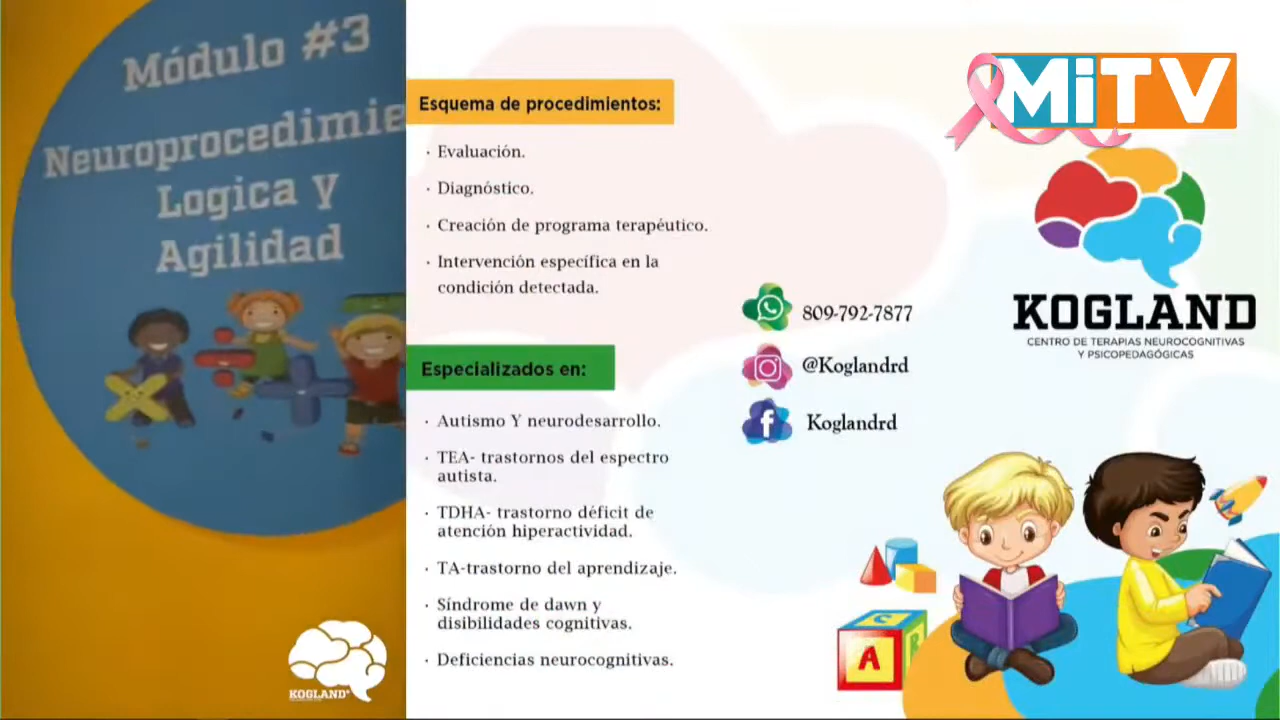 Módulo #3
Neuroprocedimie
Logica y
Agilidad
KOGLAND
Esquema de procedimientos:
· Evaluación.
· Diagnóstico.
· Creación de programa terapéutico.
· Intervención específica en la
condición detectada.
Especializados en:
· Autismo Y neurodesarrollo.
· TEA- trastornos del espectro
autista.
· TDHA- trastorno déficit de
atención hiperactividad.
· TA-trastorno del aprendizaje.
· Síndrome de dawn y
disibilidades cognitivas.
· Deficiencias neurocognitivas.
809-792-7877
@Koglandrd
Koglandrd
MiTV
KOGLAND
CENTRO DE TERAPIAS NEUROCOGNITIVAS
Y PSICOPEDAGÓGICAS
C
B
A